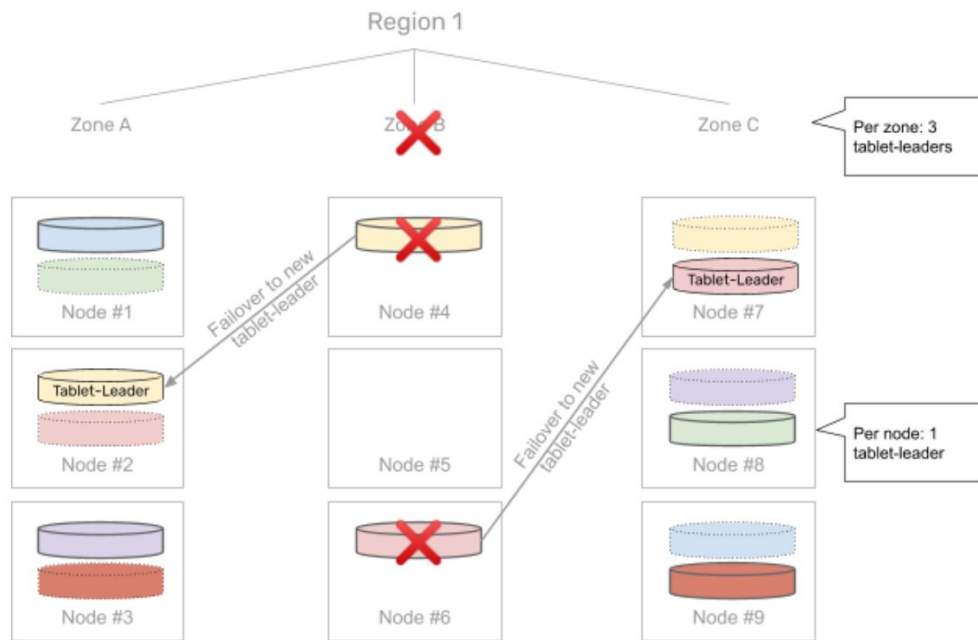 Region 1
Zone A
Zone B
Zone C
Per zone: 3
tablet-leaders
Node #1
Failover to new
tablet-leader
Node #4
Tablet-Leader
Node #7
Tablet-Leader
Node #2
Node #5
Failover to new
tablet-leader
Node #8
Per node: 1
tablet-leader
Node #3
Node #6
Node #9